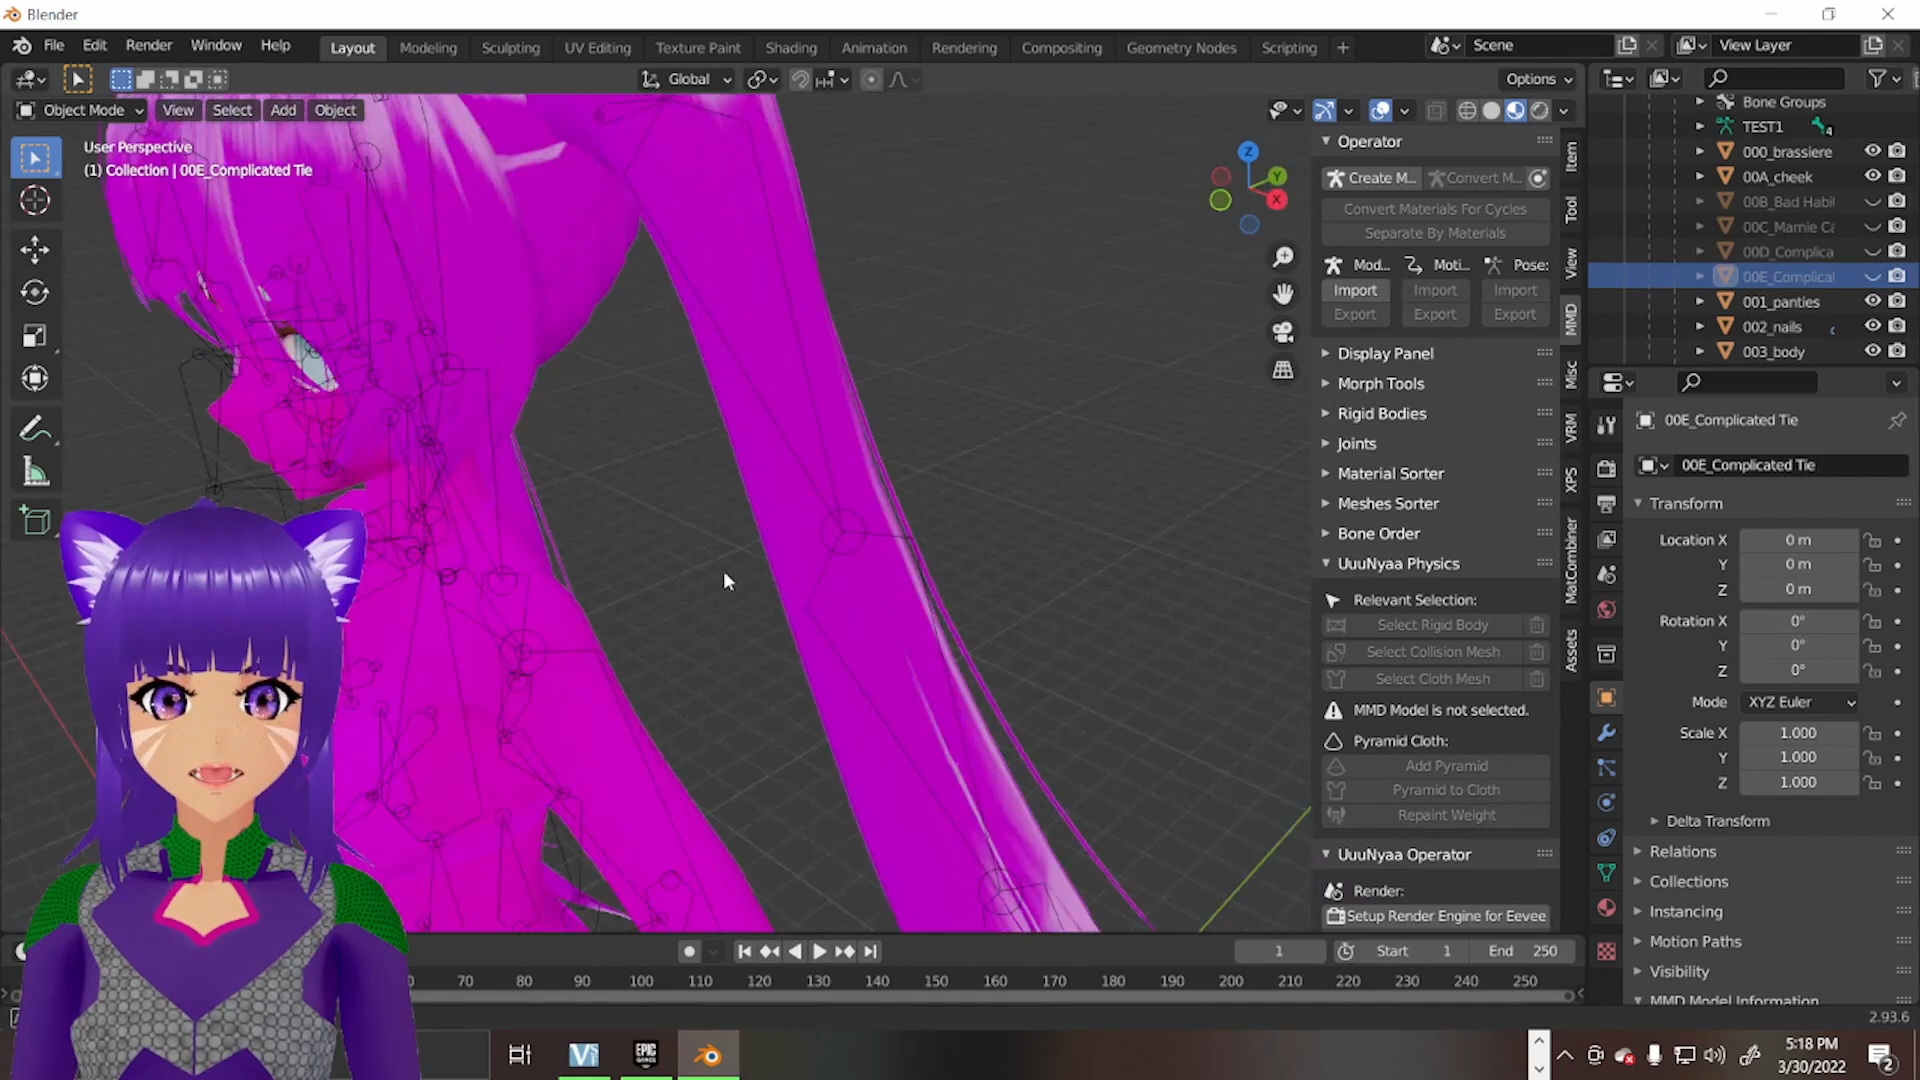 Blender
File Edit Render Window Help Layout Modeling Sculpting UV Editing Texture Paint Shading Animation Rendering Compositing Geometry Nodes Scripting + Scene View Layer
Global Options
Object Mode View Select Add Object
User Perspective
(1) Collection | 00E_Complicated Tie
Z
Y
X
Operator
Create M... Convert M...
Convert Materials For Cycles
Separate By Materials
Mod... Moti... Pose:
Import Import Import
Export Export Export
Display Panel
Morph Tools
Rigid Bodies
Joints
Material Sorter
Meshes Sorter
Bone Order
UuuNyaa Physics
Relevant Selection:
Select Rigid Body
Select Collision Mesh
Select Cloth Mesh
MMD Model is not selected.
Pyramid Cloth:
Add Pyramid
Pyramid to Cloth
Repaint Weight
UuuNyaa Operator
Render:
Setup Render Engine for Eevee
Item
Tool
View
MMD
Misc
VRM
XPS
MatCombiner
Assets
Bone Groups
TEST1 4
000_brassiere
00A_cheek
00B_Bad Habi
00C_Marnie Ca
00D_Complica
00E_Complicat
001_panties
002_nails
003_body
00E_Complicated Tie
00E_Complicated Tie
Transform
Location X 0 m
Y 0 m
Z 0 m
Rotation X 0°
Y 0°
Z 0°
Mode XYZ Euler
Scale X 1.000
Y 1.000
Z 1.000
Delta Transform
Relations
Collections
Instancing
Motion Paths
Visibility
MMD Model Information
1 Start 1 End 250
70 80 90 100 110 120 130 140 150 160 170 180 190 200 210 220 230 240 250
2.93.6
EPIC GAMES
5:18 PM
3/30/2022
2